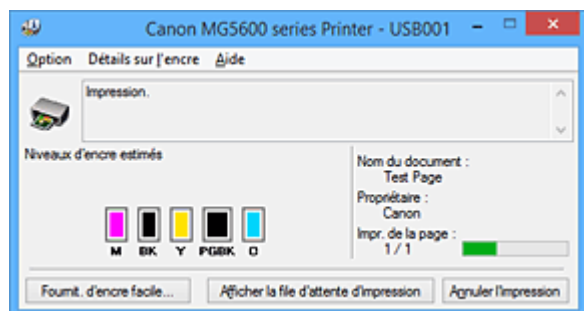 Canon MG5600 series Printer - USB001
Option Détails sur l'encre Aide
Impression.
Niveaux d'encre estimés
Nom du document :
Test Page
Propriétaire :
Canon
Impr. de la page :
1 / 1
M BK Y PGBK C
Fournit. d'encre facile... Afficher la file d'attente d'impression Annuler l'impression